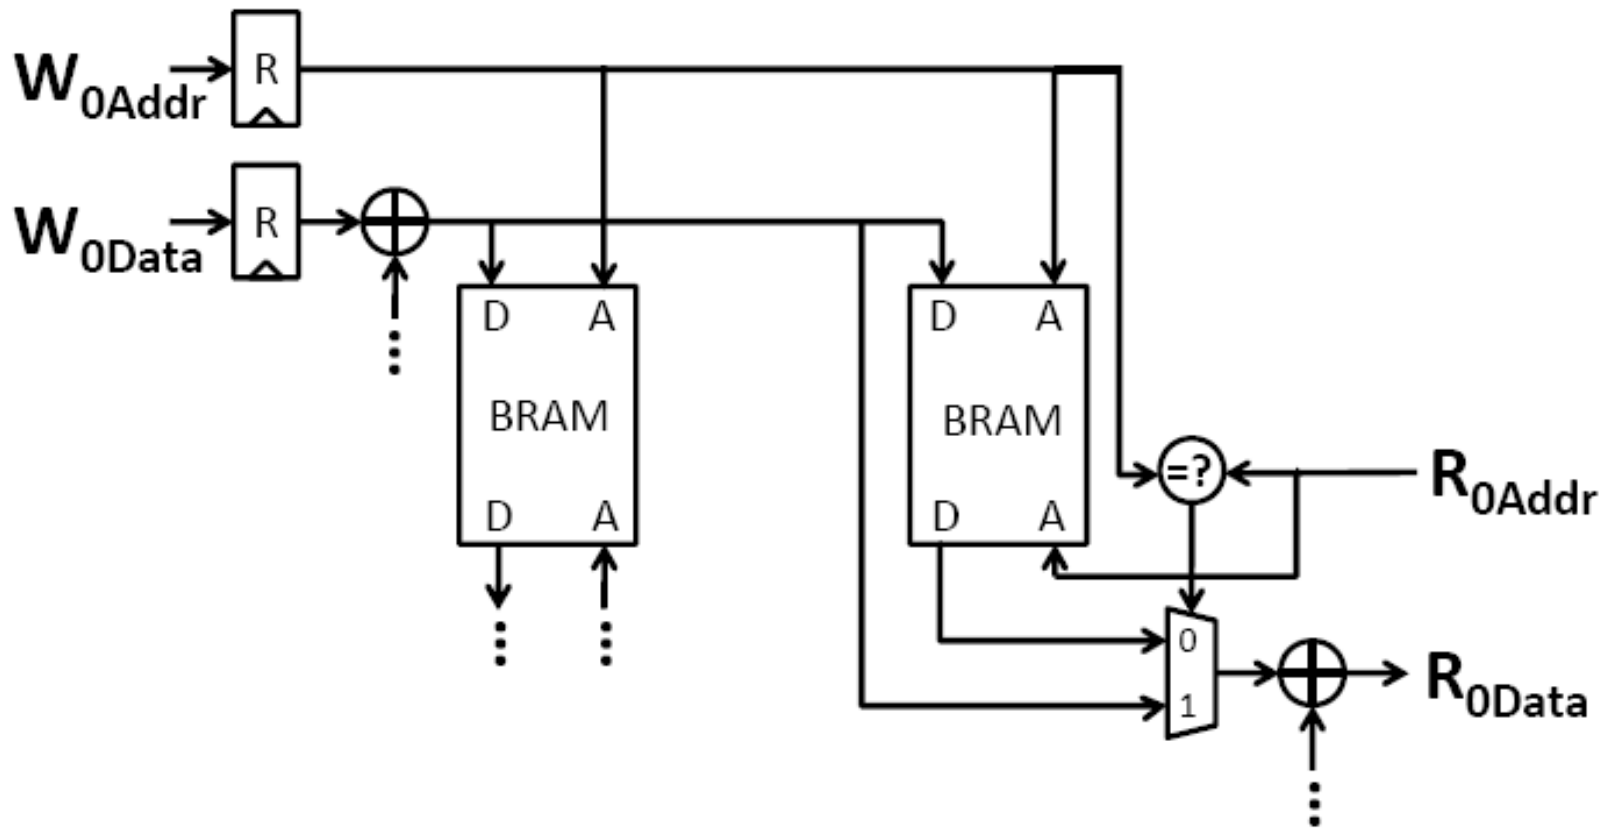 W0Addr
R
W0Data
R
D A
BRAM
D A
D A
BRAM
D A
=?
R0Addr
0
1
R0Data